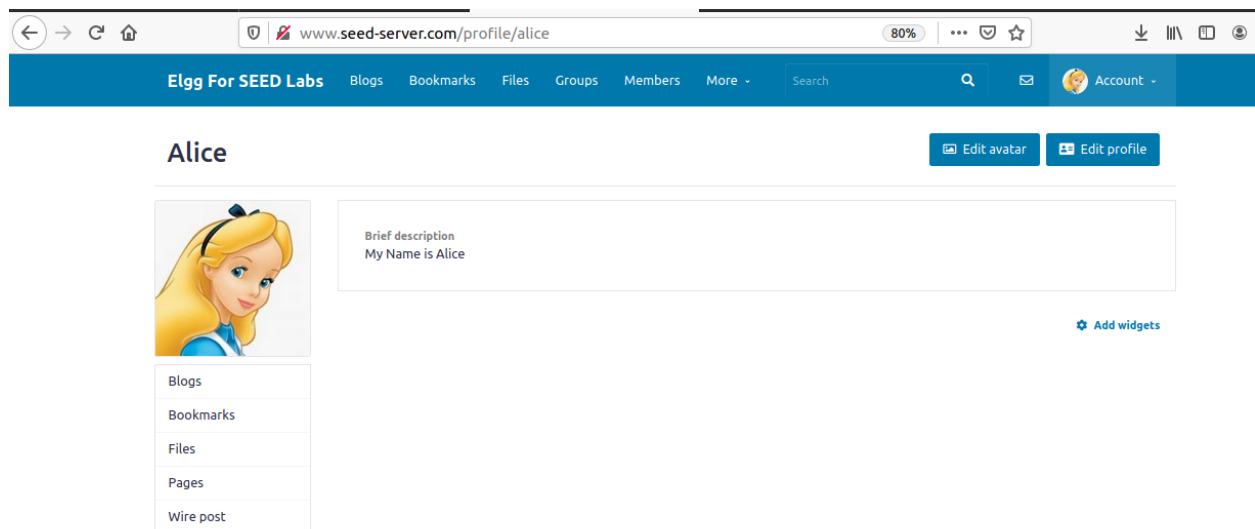 www.seed-server.com/profile/alice 80%
Elgg For SEED Labs Blogs Bookmarks Files Groups Members More Search Account
Alice Edit avatar Edit profile
Brief description
My Name is Alice
Add widgets
Blogs
Bookmarks
Files
Pages
Wire post